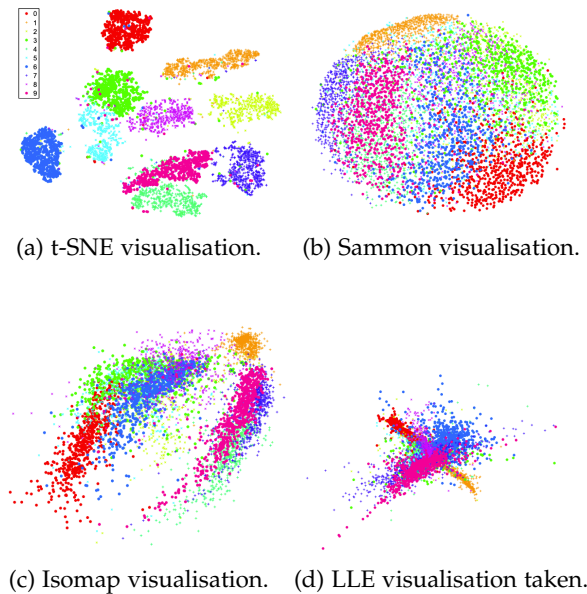 0
1
2
3
4
5
6
7
8
9
(a) t-SNE visualisation.
(b) Sammon visualisation.
(c) Isomap visualisation.
(d) LLE visualisation taken.